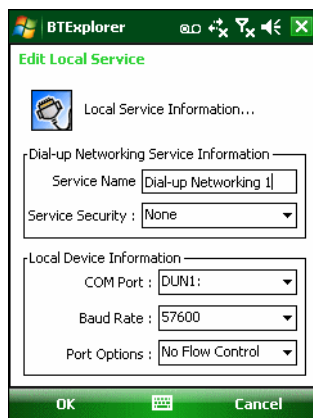 BTExplorer
Edit Local Service
Local Service Information...
Dial-up Networking Service Information
Service Name Dial-up Networking 1
Service Security : None
Local Device Information
COM Port : DUN1:
Baud Rate : 57600
Port Options : No Flow Control
OK Cancel